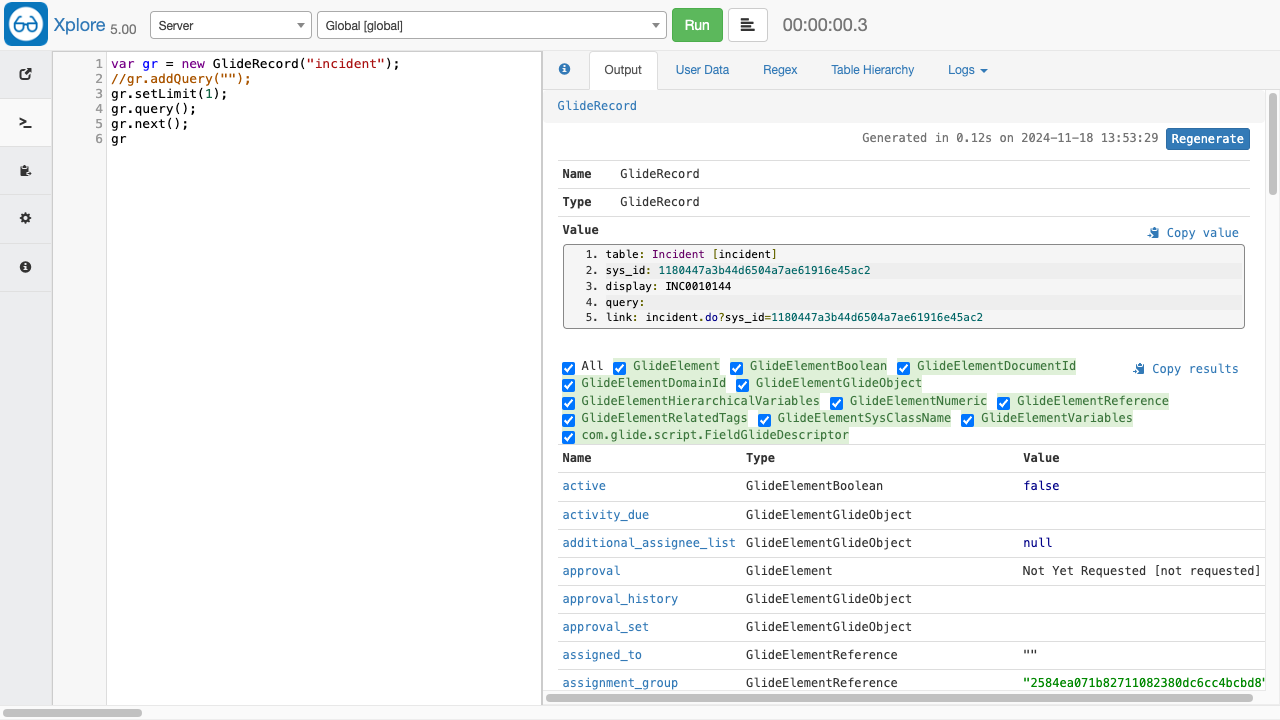 Xplore 5.00 Server Global [global] Run 00:00:00.3
1 var gr = new GlideRecord("incident");
2 //gr.addQuery("");
3 gr.setLimit(1);
4 gr.query();
5 gr.next();
6 gr
Output User Data Regex Table Hierarchy Logs
GlideRecord
Generated in 0.12s on 2024-11-18 13:53:29 Regenerate
Name GlideRecord
Type GlideRecord
Value Copy value
1. table: Incident [incident]
2. sys_id: 1180447a3b44d6504a7ae61916e45ac2
3. display: INC0010144
4. query:
5. link: incident.do?sys_id=1180447a3b44d6504a7ae61916e45ac2
All GlideElement GlideElementBoolean GlideElementDocumentId Copy results
GlideElementDomainId GlideElementGlideObject
GlideElementHierarchicalVariables GlideElementNumeric GlideElementReference
GlideElementRelatedTags GlideElementSysClassName GlideElementVariables
com.glide.script.FieldGlideDescriptor
Name Type Value
active GlideElementBoolean false
activity_due GlideElementGlideObject
additional_assignee_list GlideElementGlideObject null
approval GlideElement Not Yet Requested [not requested]
approval_history GlideElementGlideObject
approval_set GlideElementGlideObject
assigned_to GlideElementReference ""
assignment_group GlideElementReference "2584ea071b82711082380dc6cc4bcbd8"